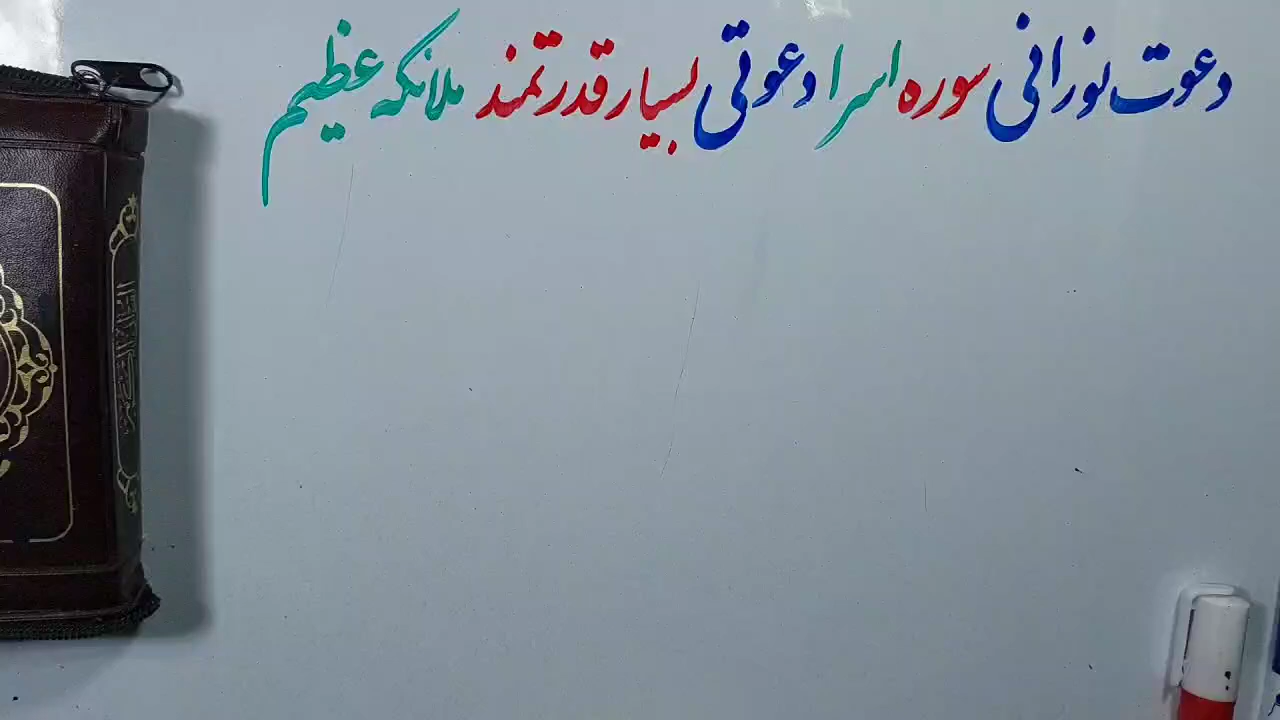 دعوت نورانی سوره اسرا دعوتی بسیار قدرتمند ملائکه عظیم